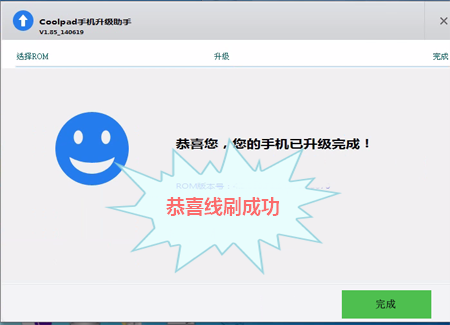 Coolpad手机升级助手
V1.85_140619
选择ROM
升级
完成
恭喜您，您的手机已升级完成！
ROM版本号：
恭喜线刷成功
完成